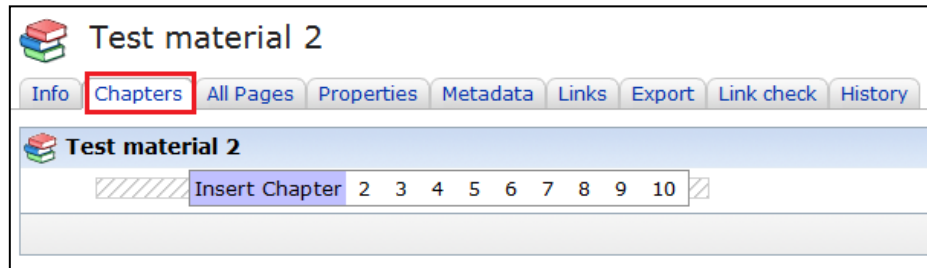 Test material 2
Info Chapters All Pages Properties Metadata Links Export Link check History
Test material 2
Insert Chapter 2 3 4 5 6 7 8 9 10